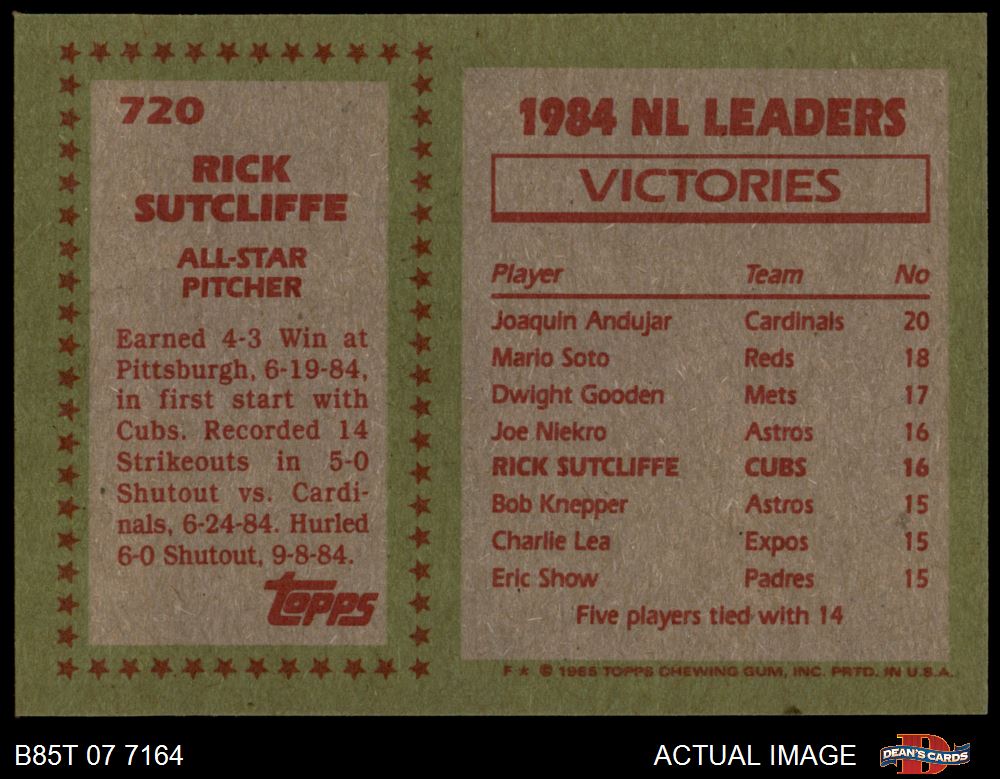 720
RICK
SUTCLIFFE
ALL-STAR
PITCHER
Earned 4-3 Win at
Pittsburgh, 6-19-84,
in first start with
Cubs. Recorded 14
Strikeouts in 5-0
Shutout vs. Cardi-
nals, 6-24-84. Hurled
6-0 Shutout, 9-8-84.
topps
1984 NL LEADERS
VICTORIES
Player Team No
Joaquin Andujar Cardinals 20
Mario Soto Reds 18
Dwight Gooden Mets 17
Joe Niekro Astros 16
RICK SUTCLIFFE CUBS 16
Bob Knepper Astros 15
Charlie Lea Expos 15
Eric Show Padres 15
Five players tied with 14
F * © 1985 TOPPS CHEWING GUM, INC. PRTD. IN U.S.A.
B85T 07 7164
ACTUAL IMAGE
DEAN'S CARDS